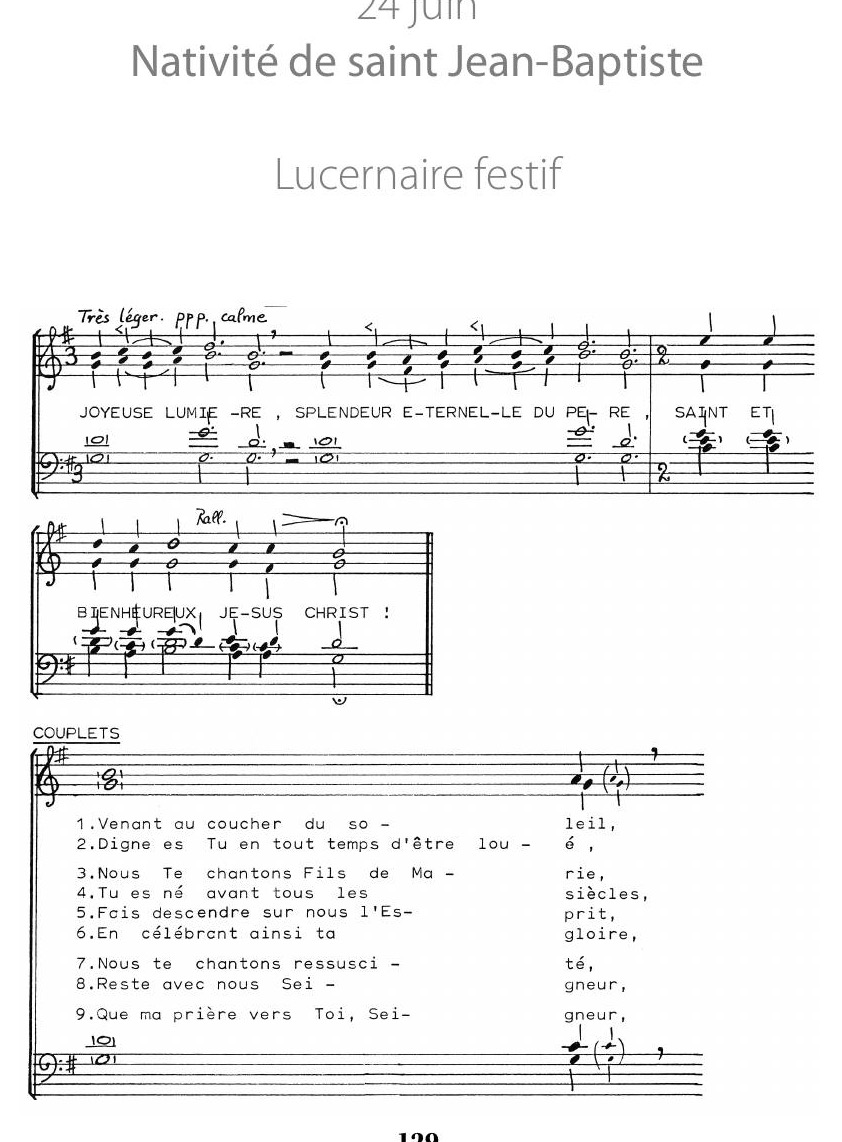 24 Juin
Nativité de saint Jean-Baptiste
Lucernaire festif
Très léger. ppp. calme
JOYEUSE LUMIE -RE , SPLENDEUR E-TERNEL-LE DU PE- RE , SAINT ET
Rall.
BIENHEUREUX, JE-SUS CHRIST !
COUPLETS
1.Venant au coucher du so - leil,
2.Digne es Tu en tout temps d'être lou - é ,
3.Nous Te chantons Fils de Ma - rie,
4.Tu es né avant tous les siècles,
5.Fais descendre sur nous l'Es- prit,
6.En célébrant ainsi ta gloire,
7.Nous te chantons ressusci - té,
8.Reste avec nous Sei - gneur,
9.Que ma prière vers Toi, Sei- gneur,
129